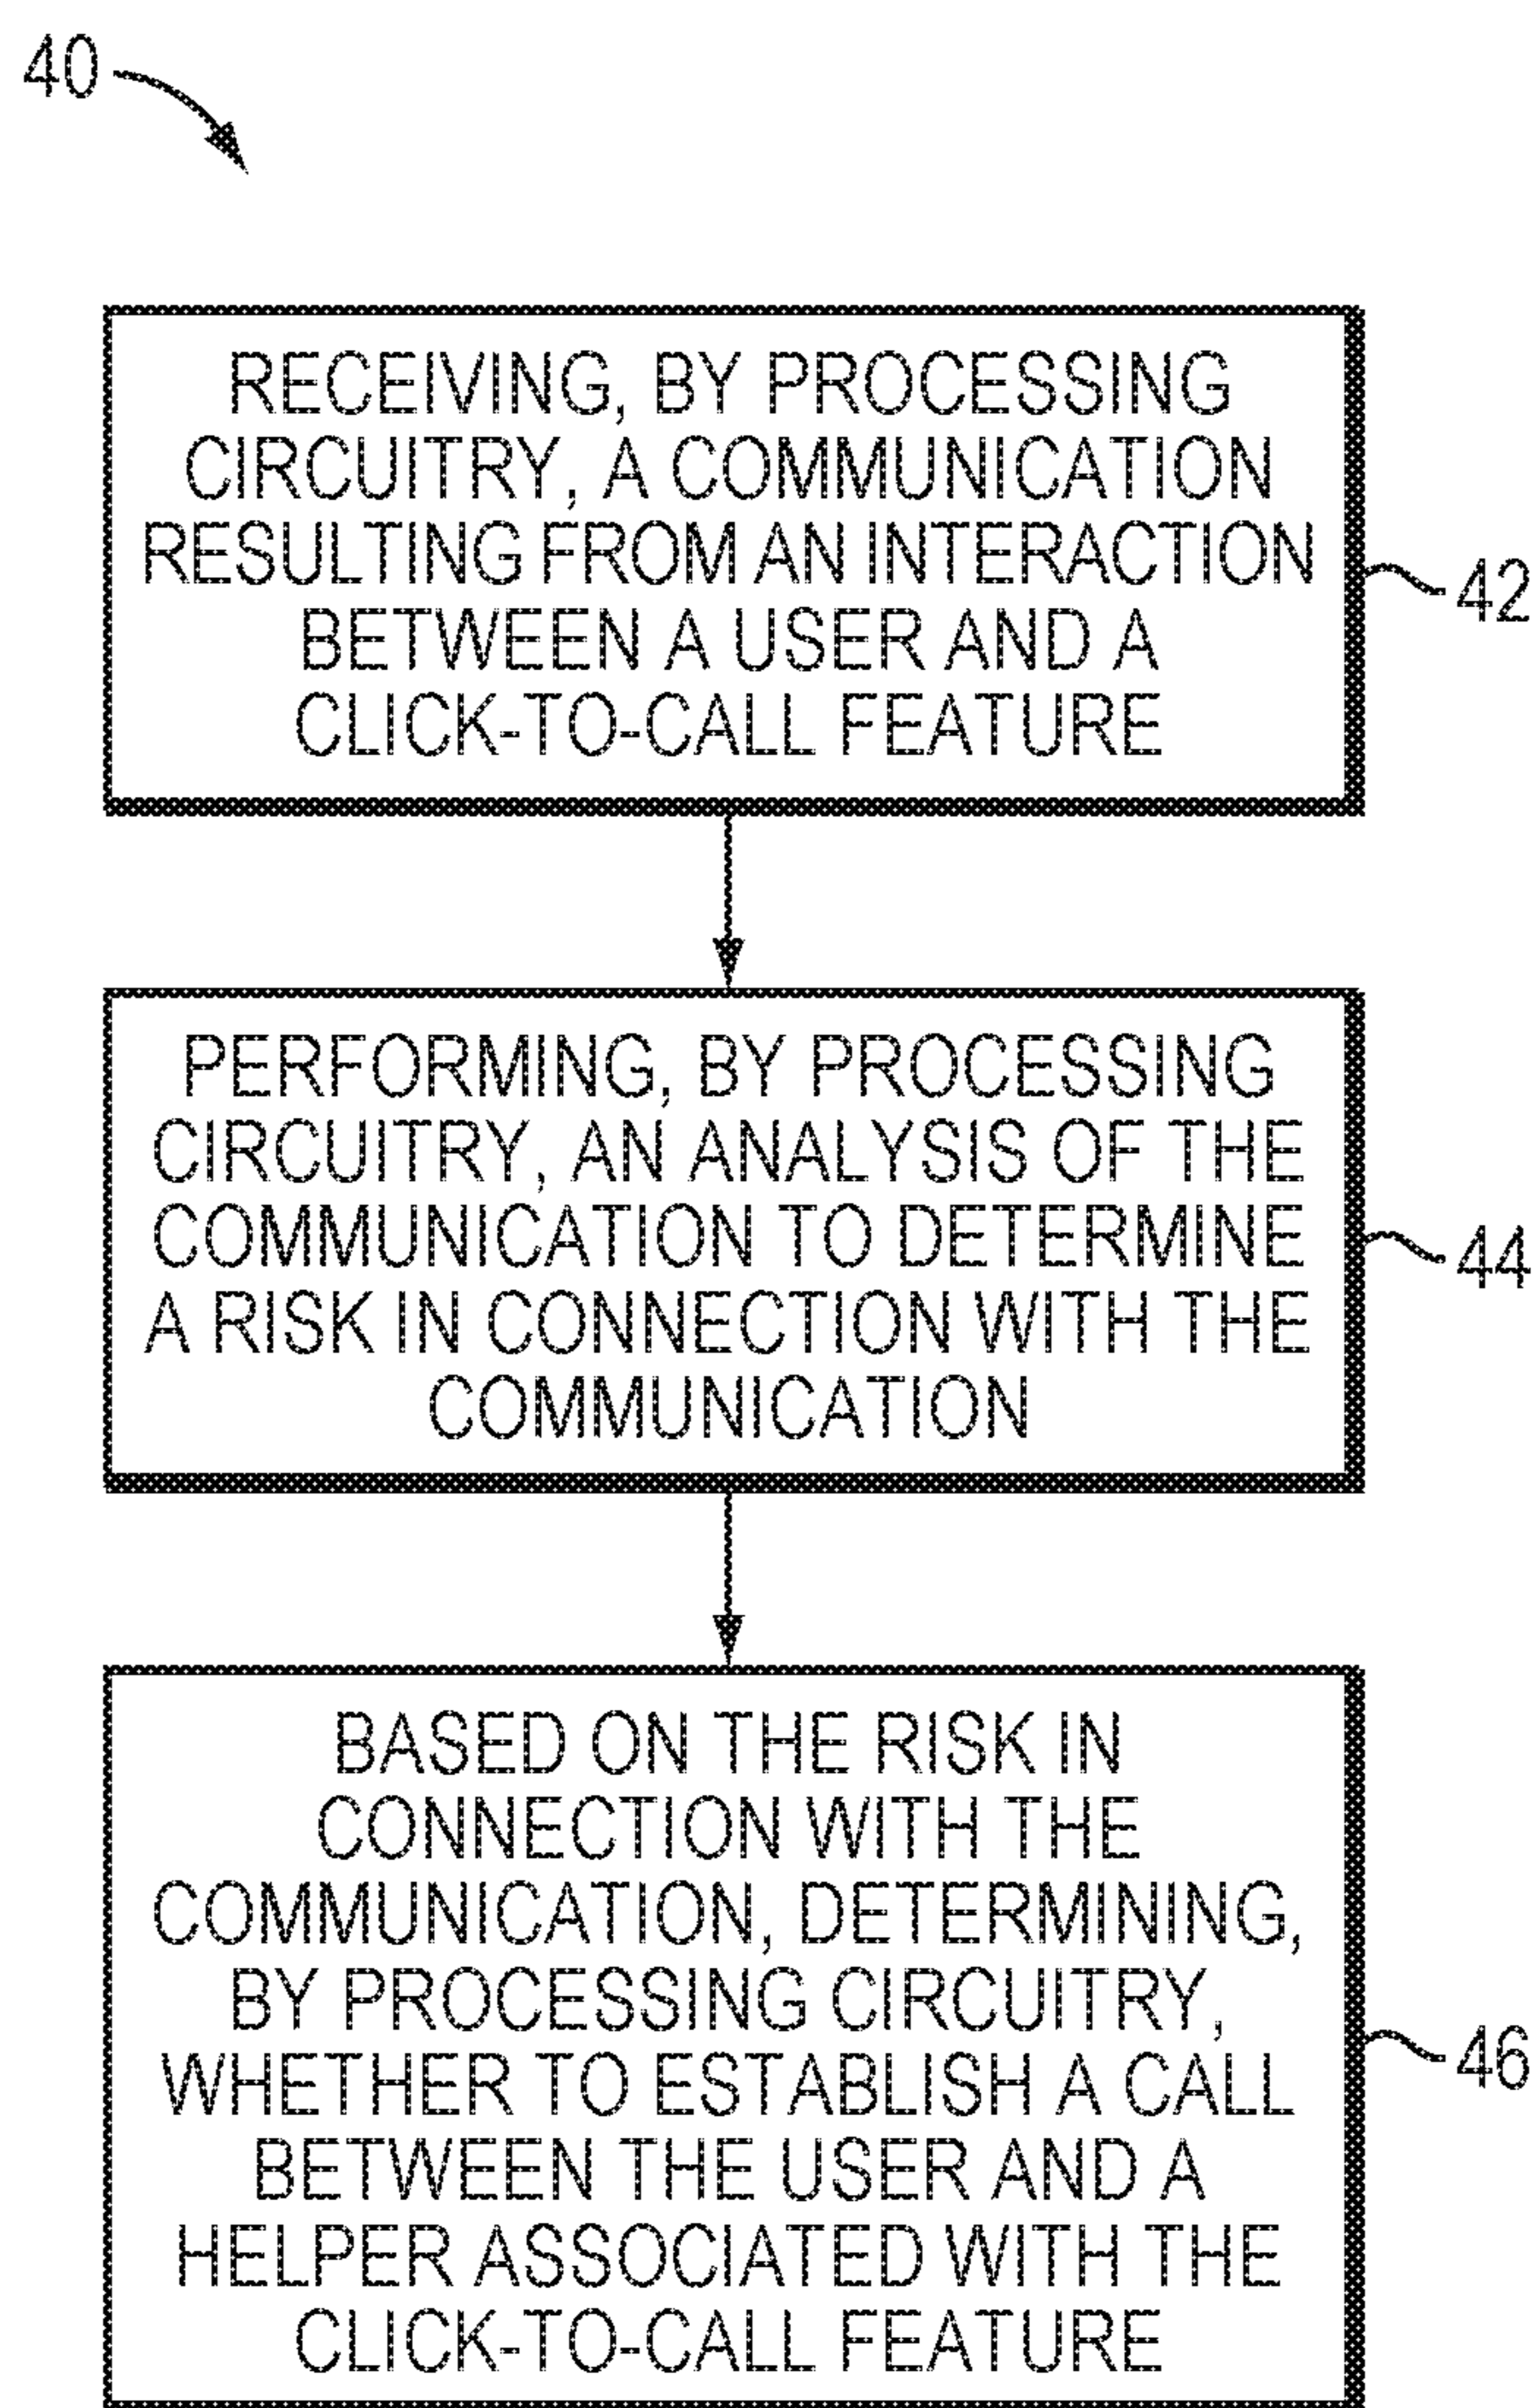 40
RECEIVING, BY PROCESSING
CIRCUITRY, A COMMUNICATION
RESULTING FROM AN INTERACTION
BETWEEN A USER AND A
CLICK-TO-CALL FEATURE
42
PERFORMING, BY PROCESSING
CIRCUITRY, AN ANALYSIS OF THE
COMMUNICATION TO DETERMINE
A RISK IN CONNECTION WITH THE
COMMUNICATION
44
BASED ON THE RISK IN
CONNECTION WITH THE
COMMUNICATION, DETERMINING,
BY PROCESSING CIRCUITRY,
WHETHER TO ESTABLISH A CALL
BETWEEN THE USER AND A
HELPER ASSOCIATED WITH THE
CLICK-TO-CALL FEATURE
46